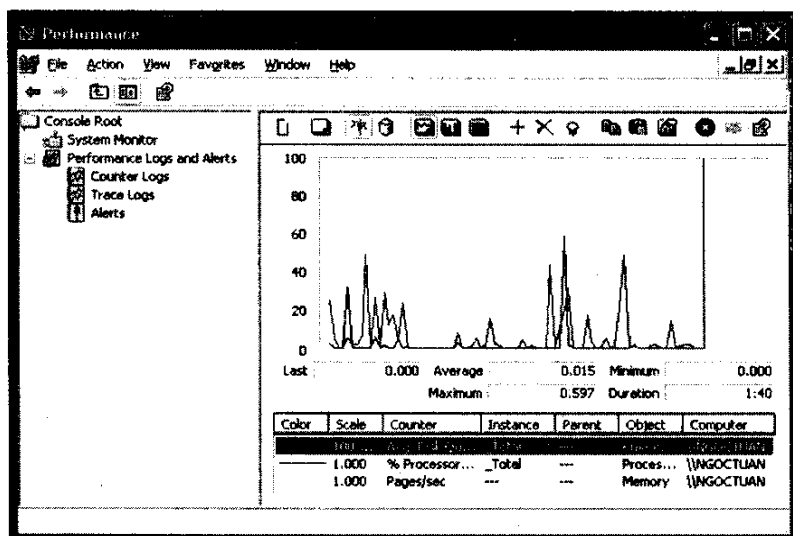 Performance
File Action View Favorites Window Help
Console Root
System Monitor
Performance Logs and Alerts
Counter Logs
Trace Logs
Alerts
100
80
60
40
20
0
Last 0.000 Average 0.015 Minimum 0.000
Maximum 0.597 Duration 1:40
Color Scale Counter Instance Parent Object Computer
1.000 % Processor... _Total --- Proces... \\NGOCTUAN
1.000 Pages/sec --- --- Memory \\NGOCTUAN